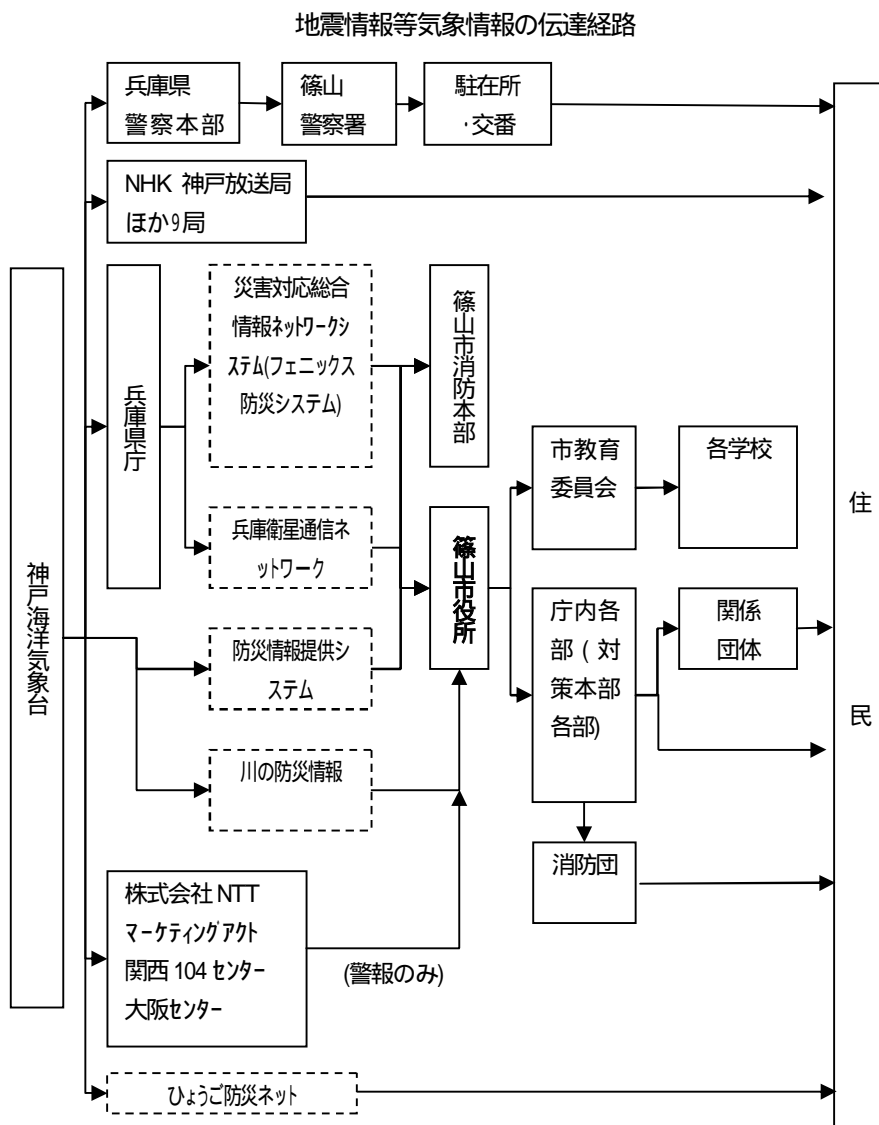 地震情報等気象情報の伝達経路
兵庫県
警察本部
篠山
警察署
駐在所
・交番
NHK 神戸放送局
ほか9局
災害対応総合
情報ネットワークシ
ステム(フェニックス
防災システム)
篠山市消防本部
兵庫県庁
市教育
委員会
各学校
住民
兵庫衛星通信ネ
ットワーク
篠山市役所
神戸海洋気象台
庁内各
部(対
策本部
各部)
関係
団体
防災情報提供シ
ステム
川の防災情報
消防団
株式会社 NTT
マーケティングアクト
関西 104 センター
大阪センター
(警報のみ)
ひょうご防災ネット